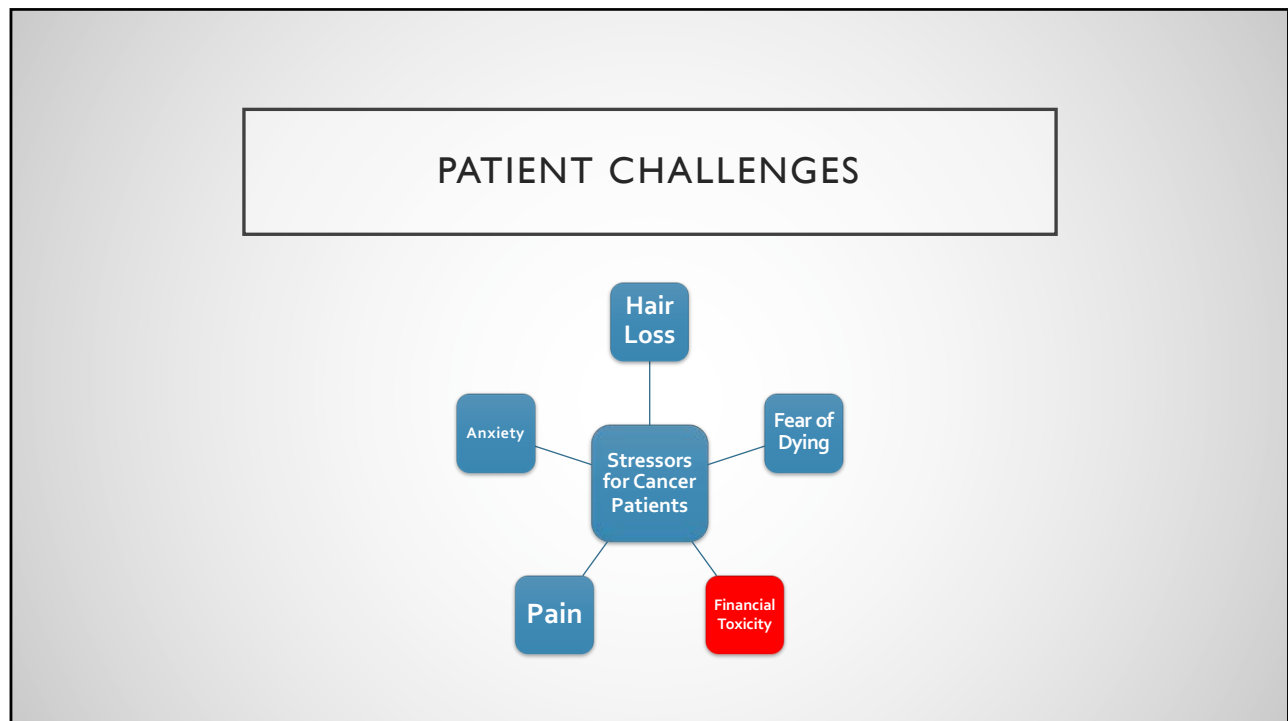 PATIENT CHALLENGES
Hair
Loss
Anxiety
Fear of
Dying
Stressors
for Cancer
Patients
Pain
Financial
Toxicity